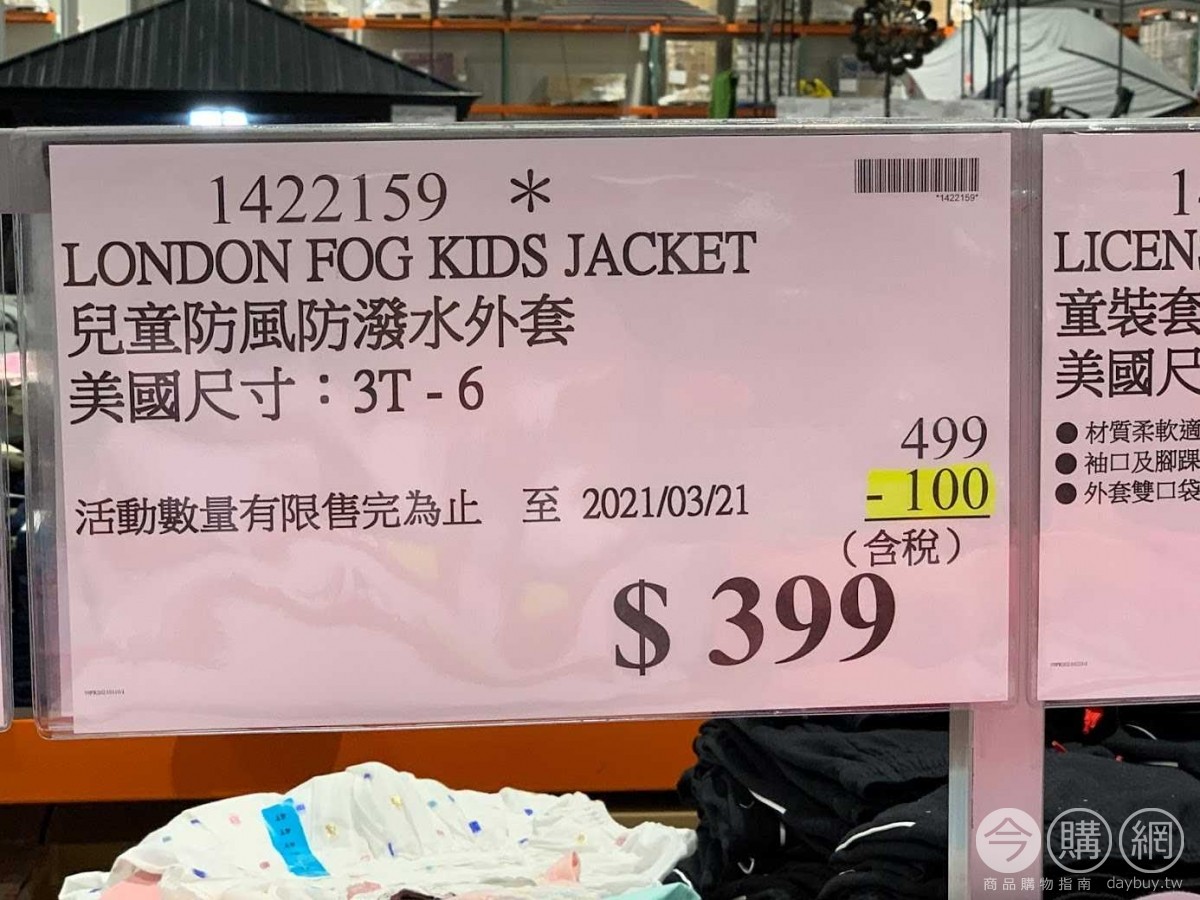 1422159 *
*1422159*
LONDON FOG KIDS JACKET
兒童防風防潑水外套
美國尺寸：3T - 6
499
- 100
活動數量有限售完為止 至 2021/03/21
（含稅）
$ 399
LICEN
童裝套
美國尺
● 材質柔軟適
● 袖口及腳踝
● 外套雙口袋
4T 4T
今購網
商品購物指南 daybuy.tw